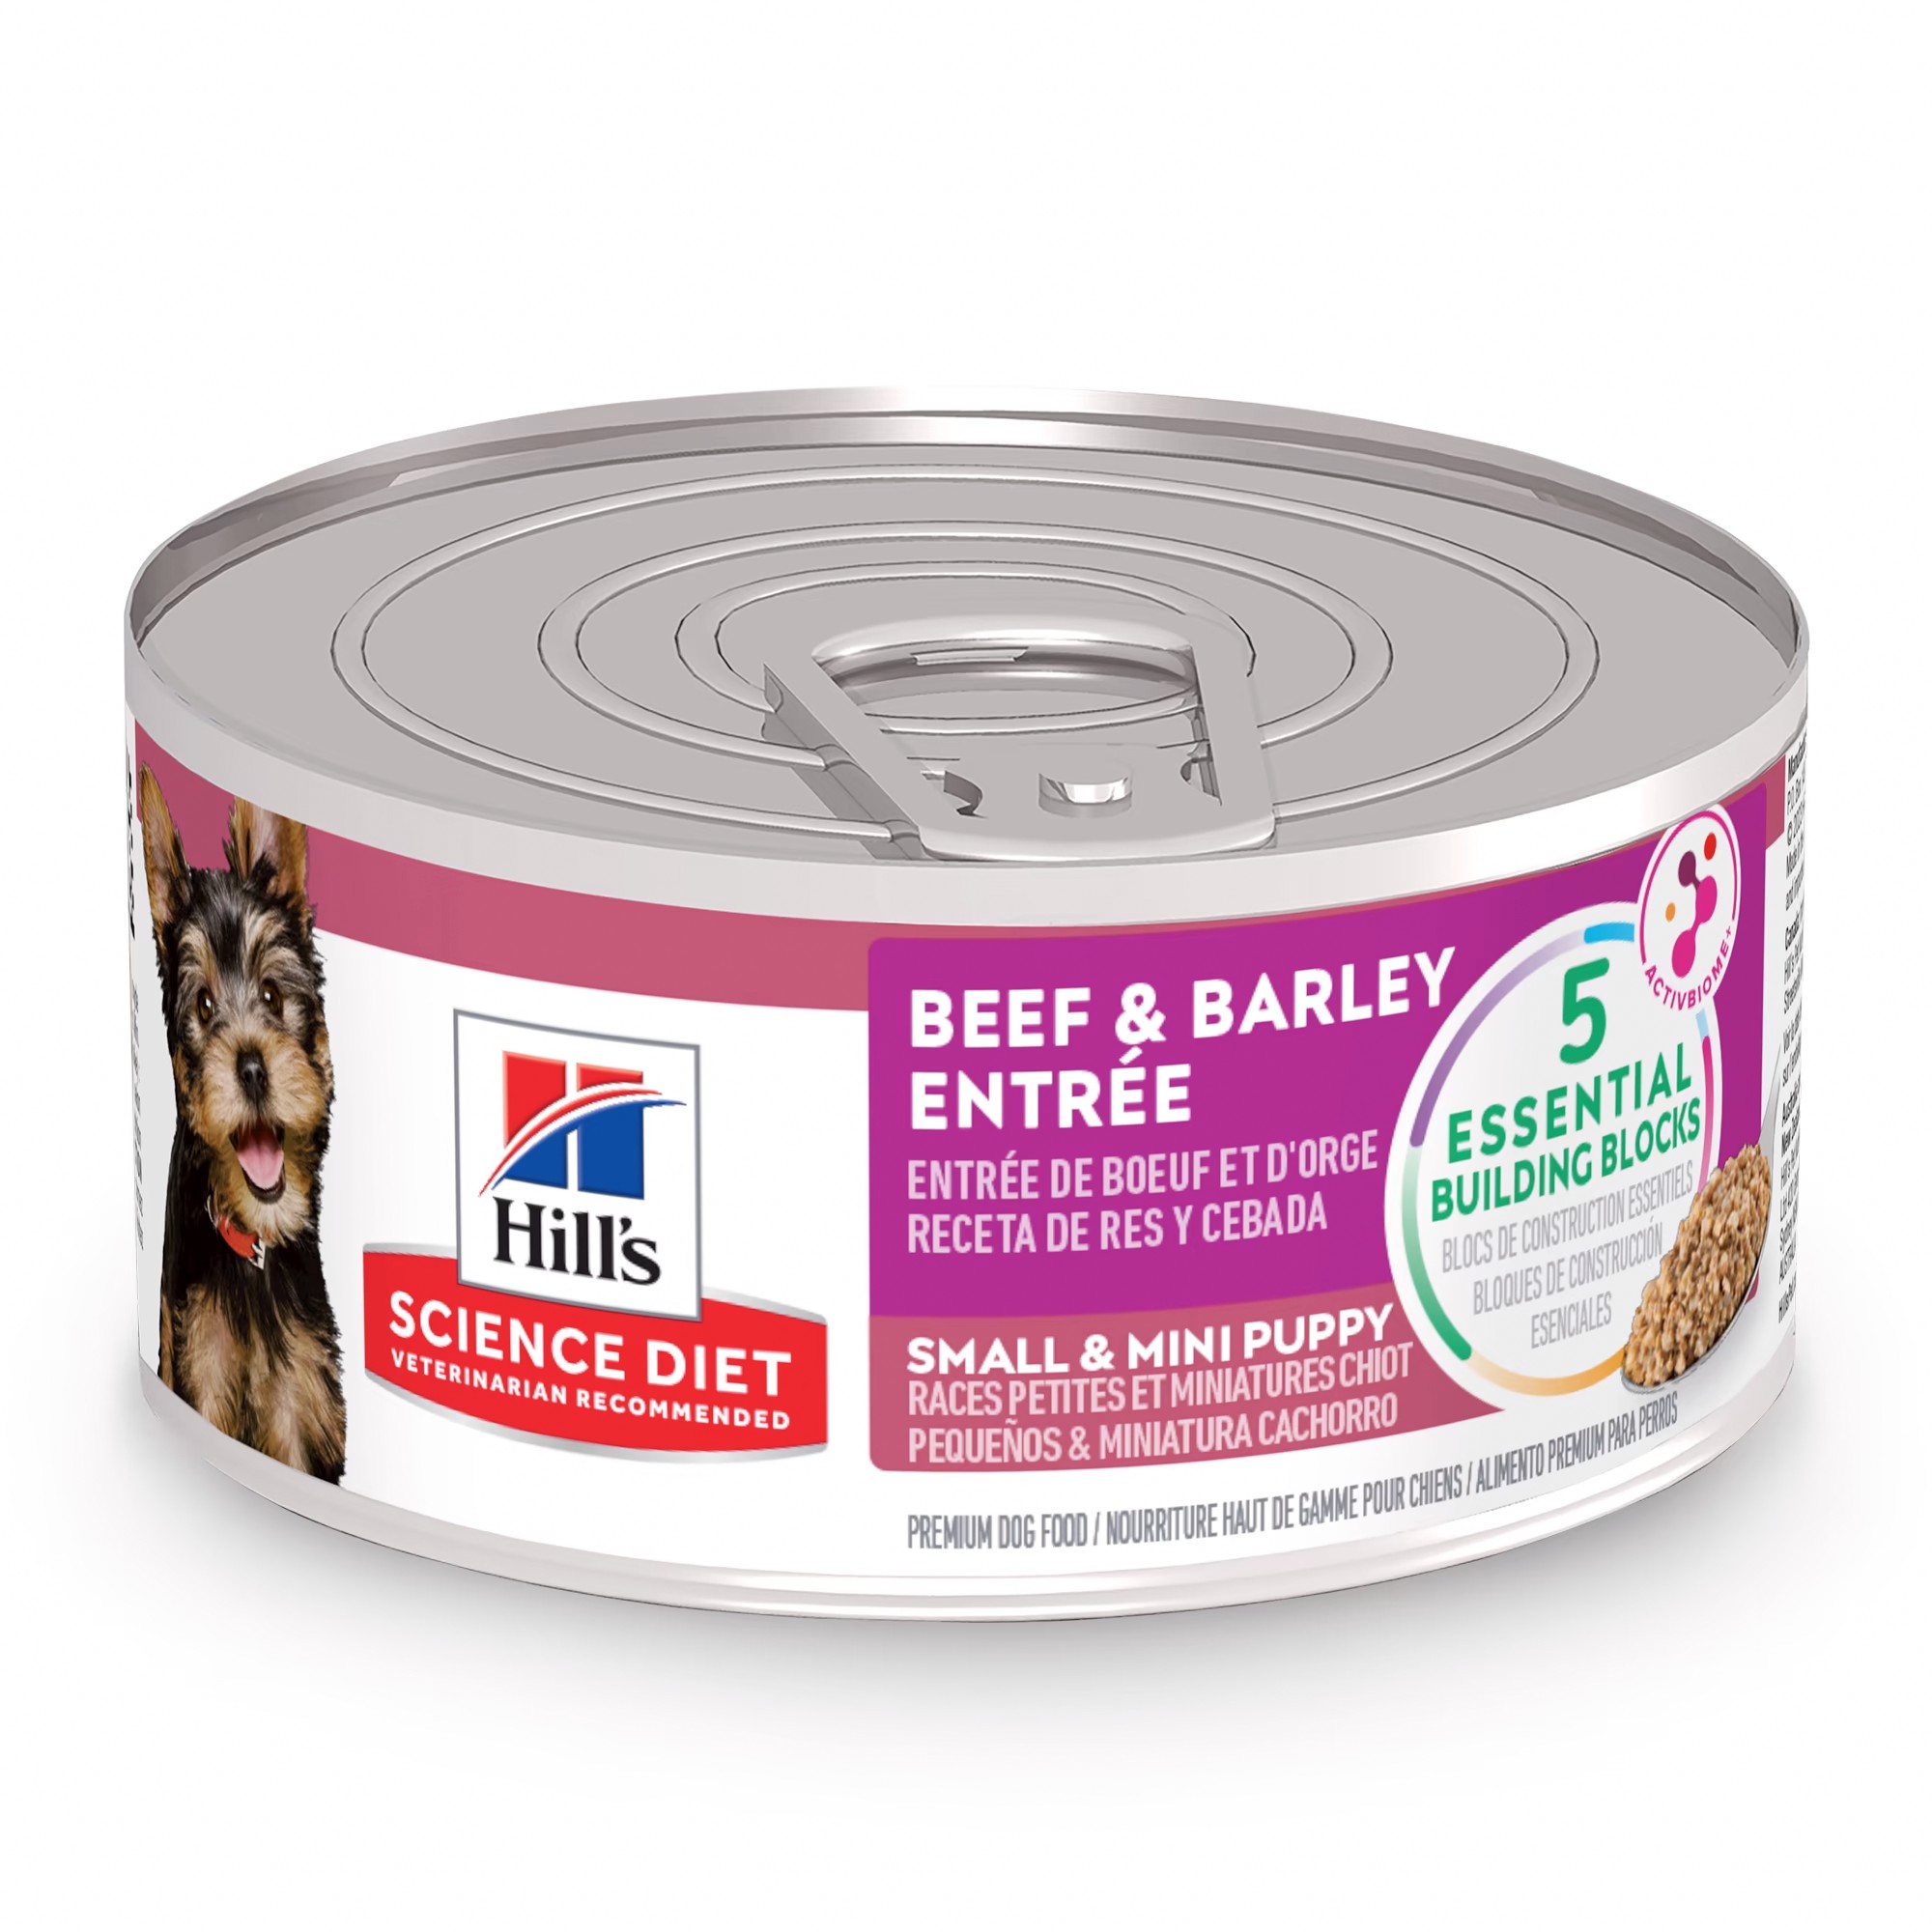 Hill's
SCIENCE DIET
VETERINARIAN RECOMMENDED
BEEF & BARLEY
ENTRÉE
ENTRÉE DE BOEUF ET D'ORGE
RECETA DE RES Y CEBADA
SMALL & MINI PUPPY
RACES PETITES ET MINIATURES CHIOT
PEQUEÑOS & MINIATURA CACHORRO
PREMIUM DOG FOOD / NOURRITURE HAUT DE GAMME POUR CHIENS / ALIMENTO PREMIUM PARA PERROS
ACTIVBIOME+
5
ESSENTIAL
BUILDING BLOCKS
BLOCS DE CONSTRUCTION ESSENTIELS
BLOQUES DE CONSTRUCCIÓN
ESENCIALES